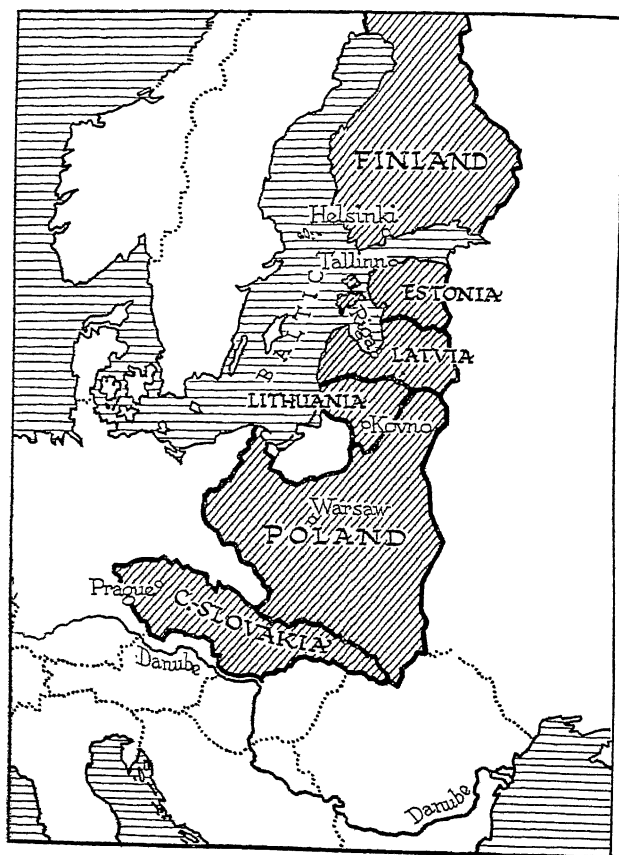 FINLAND
Helsinki
Tallinn
ESTONIA
BALTIC
Riga
LATVIA
LITHUANIA
Kovno
Warsaw
POLAND
Prague
C. SLOVAKIA
Danube
Danube